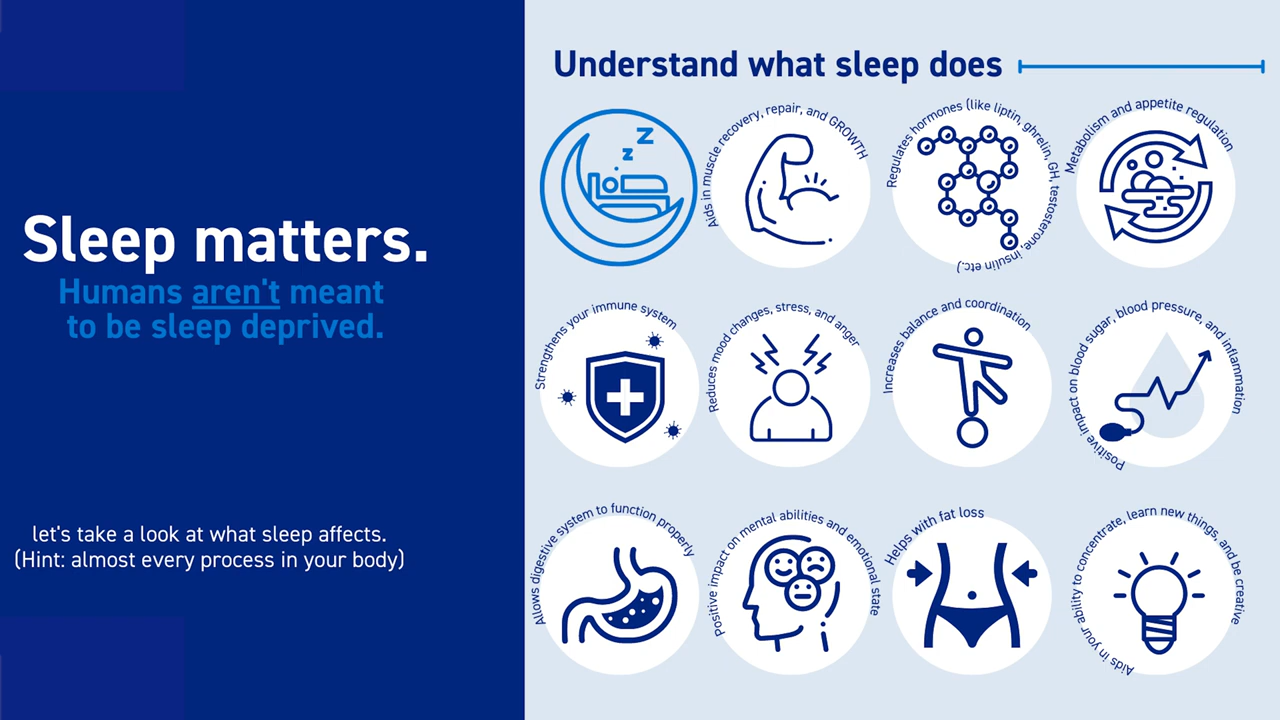 Sleep matters.
Humans aren't meant
to be sleep deprived.
let's take a look at what sleep affects.
(Hint: almost every process in your body)
Understand what sleep does
z
Z
Aids in muscle recovery, repair, and GROWTH
Regulates hormones (like liptin, ghrelin, GH, testosterone, insulin etc.)
Metabolism and appetite regulation
Strengthens your immune system
Reduces mood changes, stress, and anger
Increases balance and coordination
Positive impact on blood sugar, blood pressure, and inflammation
Allows digestive system to function properly
Positive impact on mental abilities and emotional state
Helps with fat loss
Aids in your ability to concentrate, learn new things, and be creative